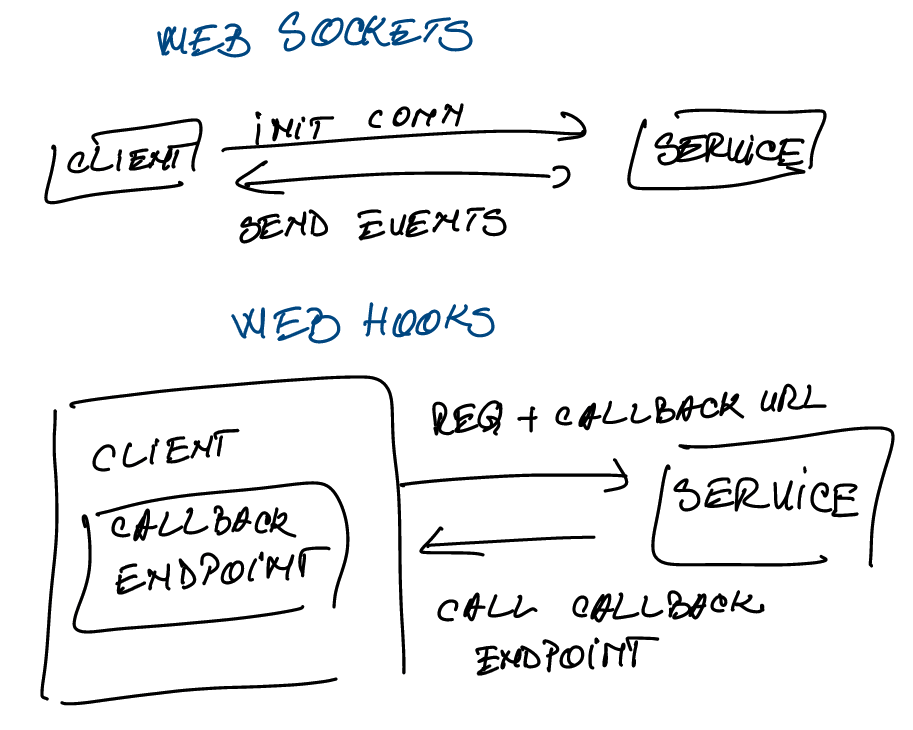 WEB SOCKETS
CLIENT
INIT CONN
SERVICE
SEND EVENTS
WEB HOOKS
CLIENT
CALLBACK
ENDPOINT
REQ + CALLBACK URL
SERVICE
CALL CALLBACK
ENDPOINT